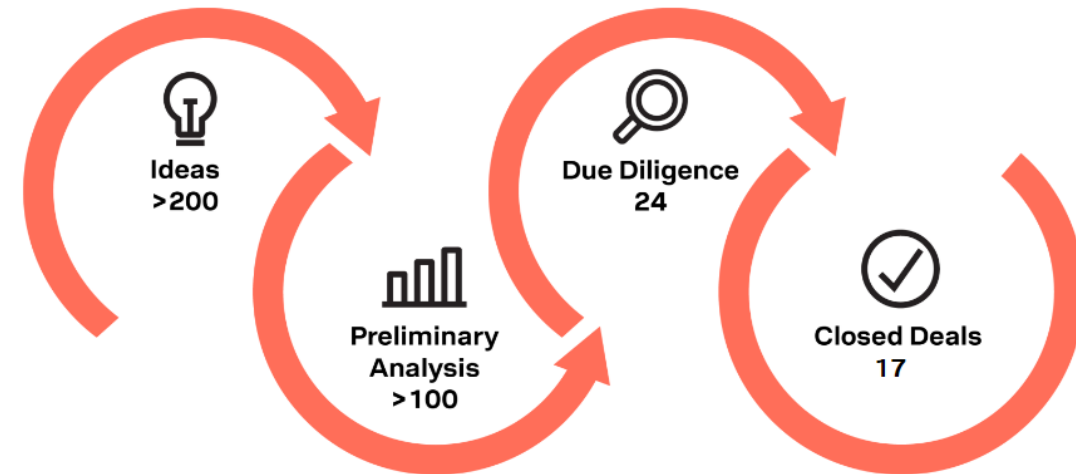 Ideas
>200
Preliminary
Analysis
>100
Due Diligence
24
Closed Deals
17